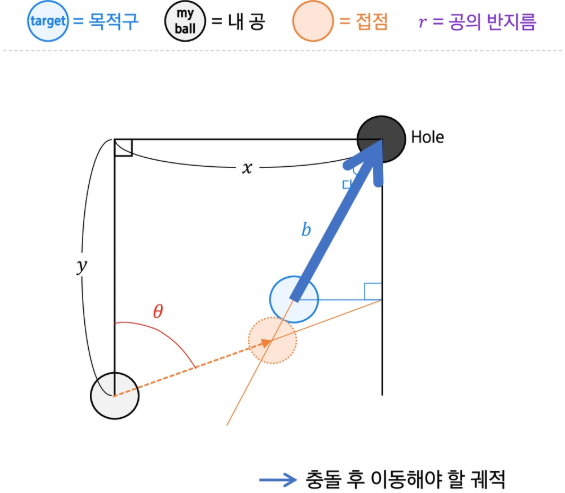 target = 목적구 my ball = 내 공 = 접점 r = 공의 반지름
Hole
x
b
y
θ
충돌 후 이동해야 할 궤적